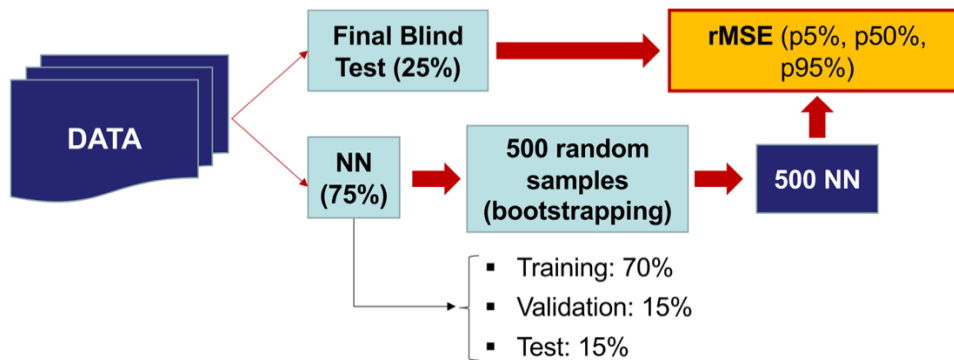 DATA
Final Blind
Test (25%)
rMSE (p5%, p50%,
p95%)
NN
(75%)
500 random
samples
(bootstrapping)
500 NN
▪ Training: 70%
▪ Validation: 15%
▪ Test: 15%